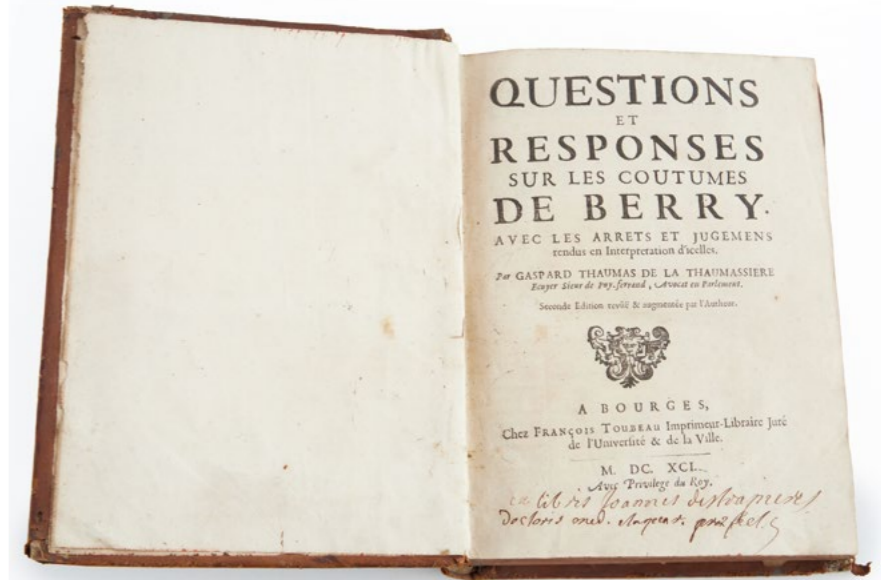 QUESTIONS
ET
RESPONSES
SUR LES COUTUMES
DE BERRY.
AVEC LES ARRETS ET JUGEMENS
rendus en Interpretation d'icelles.
Par GASPARD THAUMAS DE LA THAUMASSIERE
Ecuyer Sieur de Puy-ferrand, Avocat en Parlement.
Seconde Edition revûë & augmentée par l'Autheur.
A BOURGES,
Chez FRANÇOIS TOUBEAU Imprimeur-Libraire Juré
de l'Université & de la Ville.
M. DC. XCI.
Avec Privilege du Roy.
ex libris Joannis
Doctoris med.